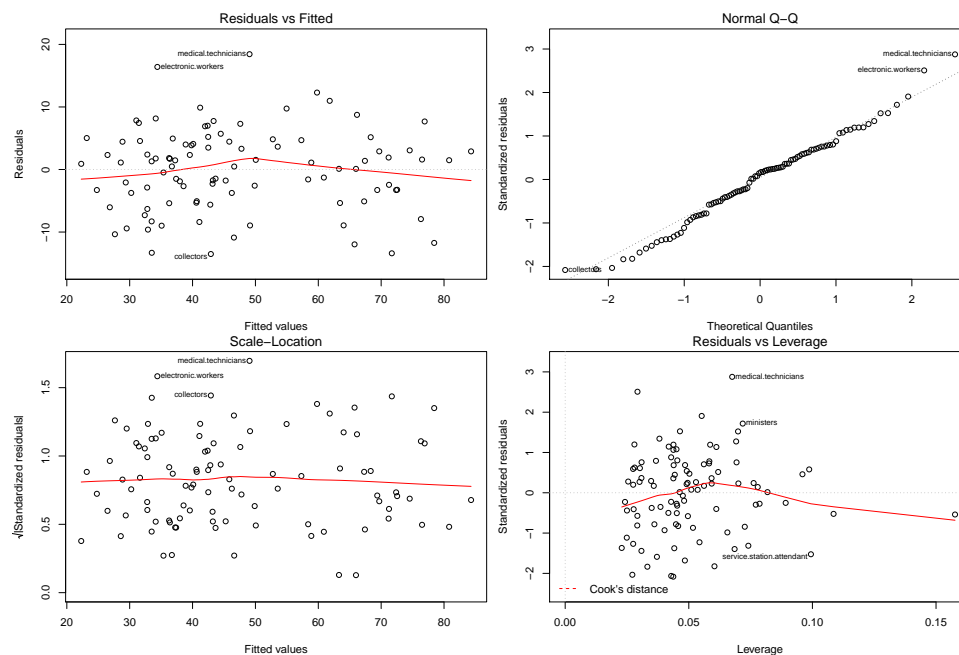 Residuals vs Fitted
Residuals
20
10
0
−10
medical.technicians
electronic.workers
collectors
20 30 40 50 60 70 80
Fitted values
Normal Q−Q
Standardized residuals
3
2
1
0
−1
−2
medical.technicians
electronic.workers
collectors
−2 −1 0 1 2
Theoretical Quantiles
Scale−Location
√|Standardized residuals|
1.5
1.0
0.5
0.0
medical.technicians
electronic.workers
collectors
20 30 40 50 60 70 80
Fitted values
Residuals vs Leverage
Standardized residuals
3
2
1
0
−1
−2
medical.technicians
ministers
service.station.attendant
Cook's distance
0.00 0.05 0.10 0.15
Leverage